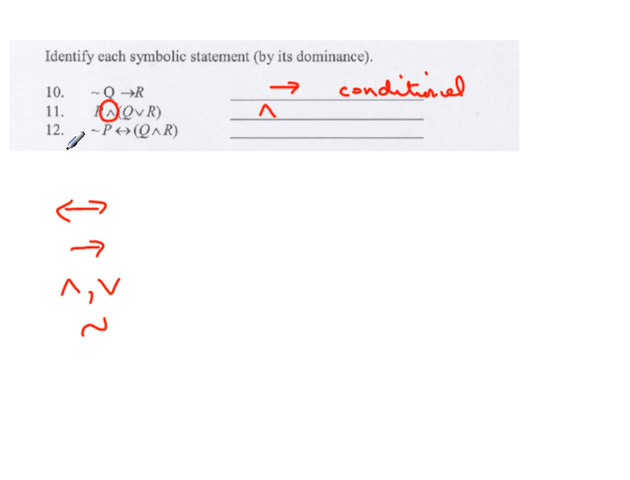 Identify each symbolic statement (by its dominance).
10. ~Q →R → conditional
11. P∧(Q∨R) ∧
12. ~P↔(Q∧R)
↔
→
∧, ∨
~